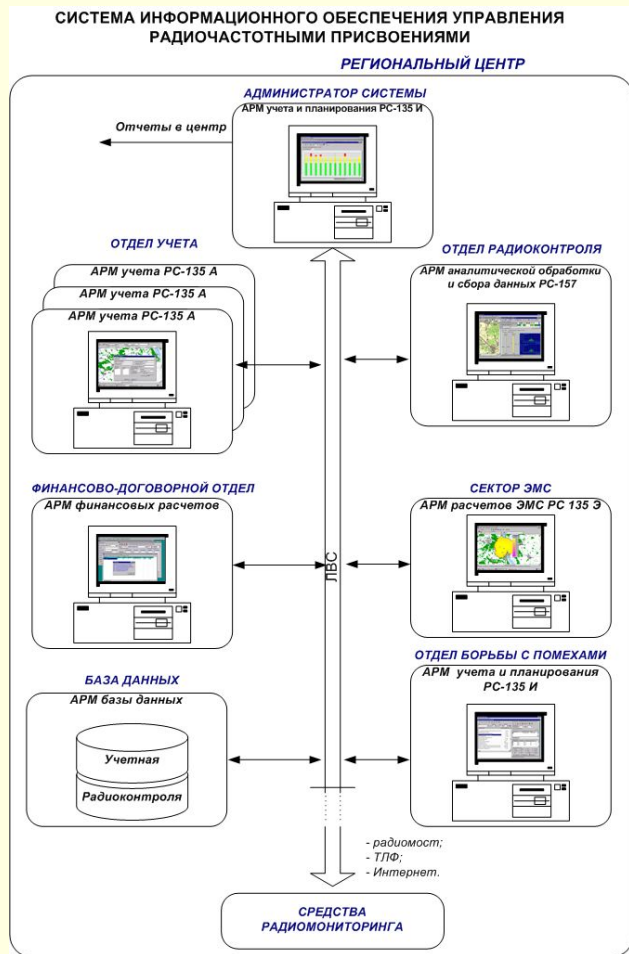 СИСТЕМА ИНФОРМАЦИОННОГО ОБЕСПЕЧЕНИЯ УПРАВЛЕНИЯ
РАДИОЧАСТОТНЫМИ ПРИСВОЕНИЯМИ
РЕГИОНАЛЬНЫЙ ЦЕНТР
АДМИНИСТРАТОР СИСТЕМЫ
АРМ учета и планирования РС-135 И
Отчеты в центр
ОТДЕЛ УЧЕТА
АРМ учета РС-135 А
АРМ учета РС-135 А
АРМ учета РС-135 А
ОТДЕЛ РАДИОКОНТРОЛЯ
АРМ аналитической обработки
и сбора данных РС-157
ФИНАНСОВО-ДОГОВОРНОЙ ОТДЕЛ
АРМ финансовых расчетов
СЕКТОР ЭМС
АРМ расчетов ЭМС РС 135 Э
ЛВС
БАЗА ДАННЫХ
АРМ базы данных
Учетная
Радиоконтроля
ОТДЕЛ БОРЬБЫ С ПОМЕХАМИ
АРМ учета и планирования
РС-135 И
- радиомост;
- ТЛФ;
- Интернет.
СРЕДСТВА
РАДИОМОНИТОРИНГА